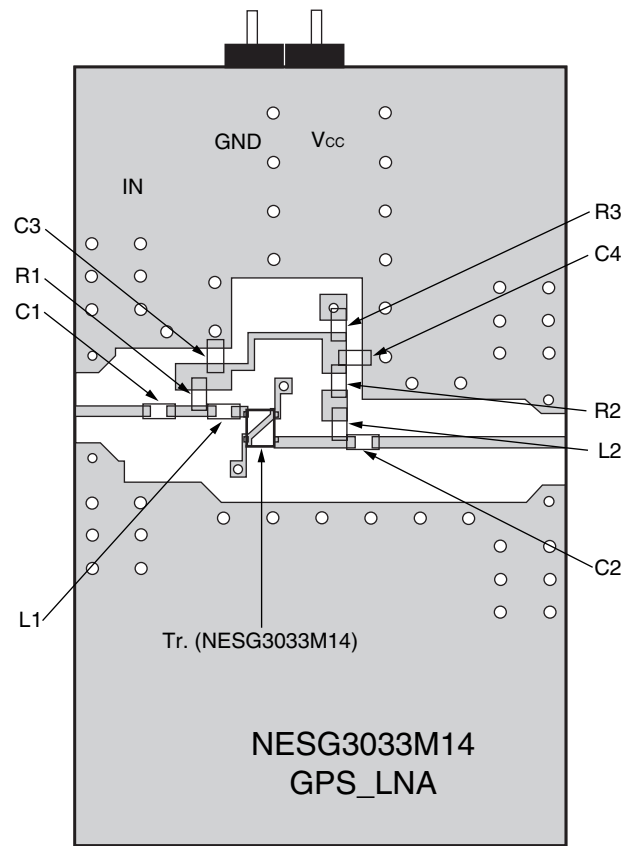 GND
Vcc
IN
C3
R1
C1
R3
C4
R2
L2
C2
L1
Tr. (NESG3033M14)
NESG3033M14
GPS_LNA